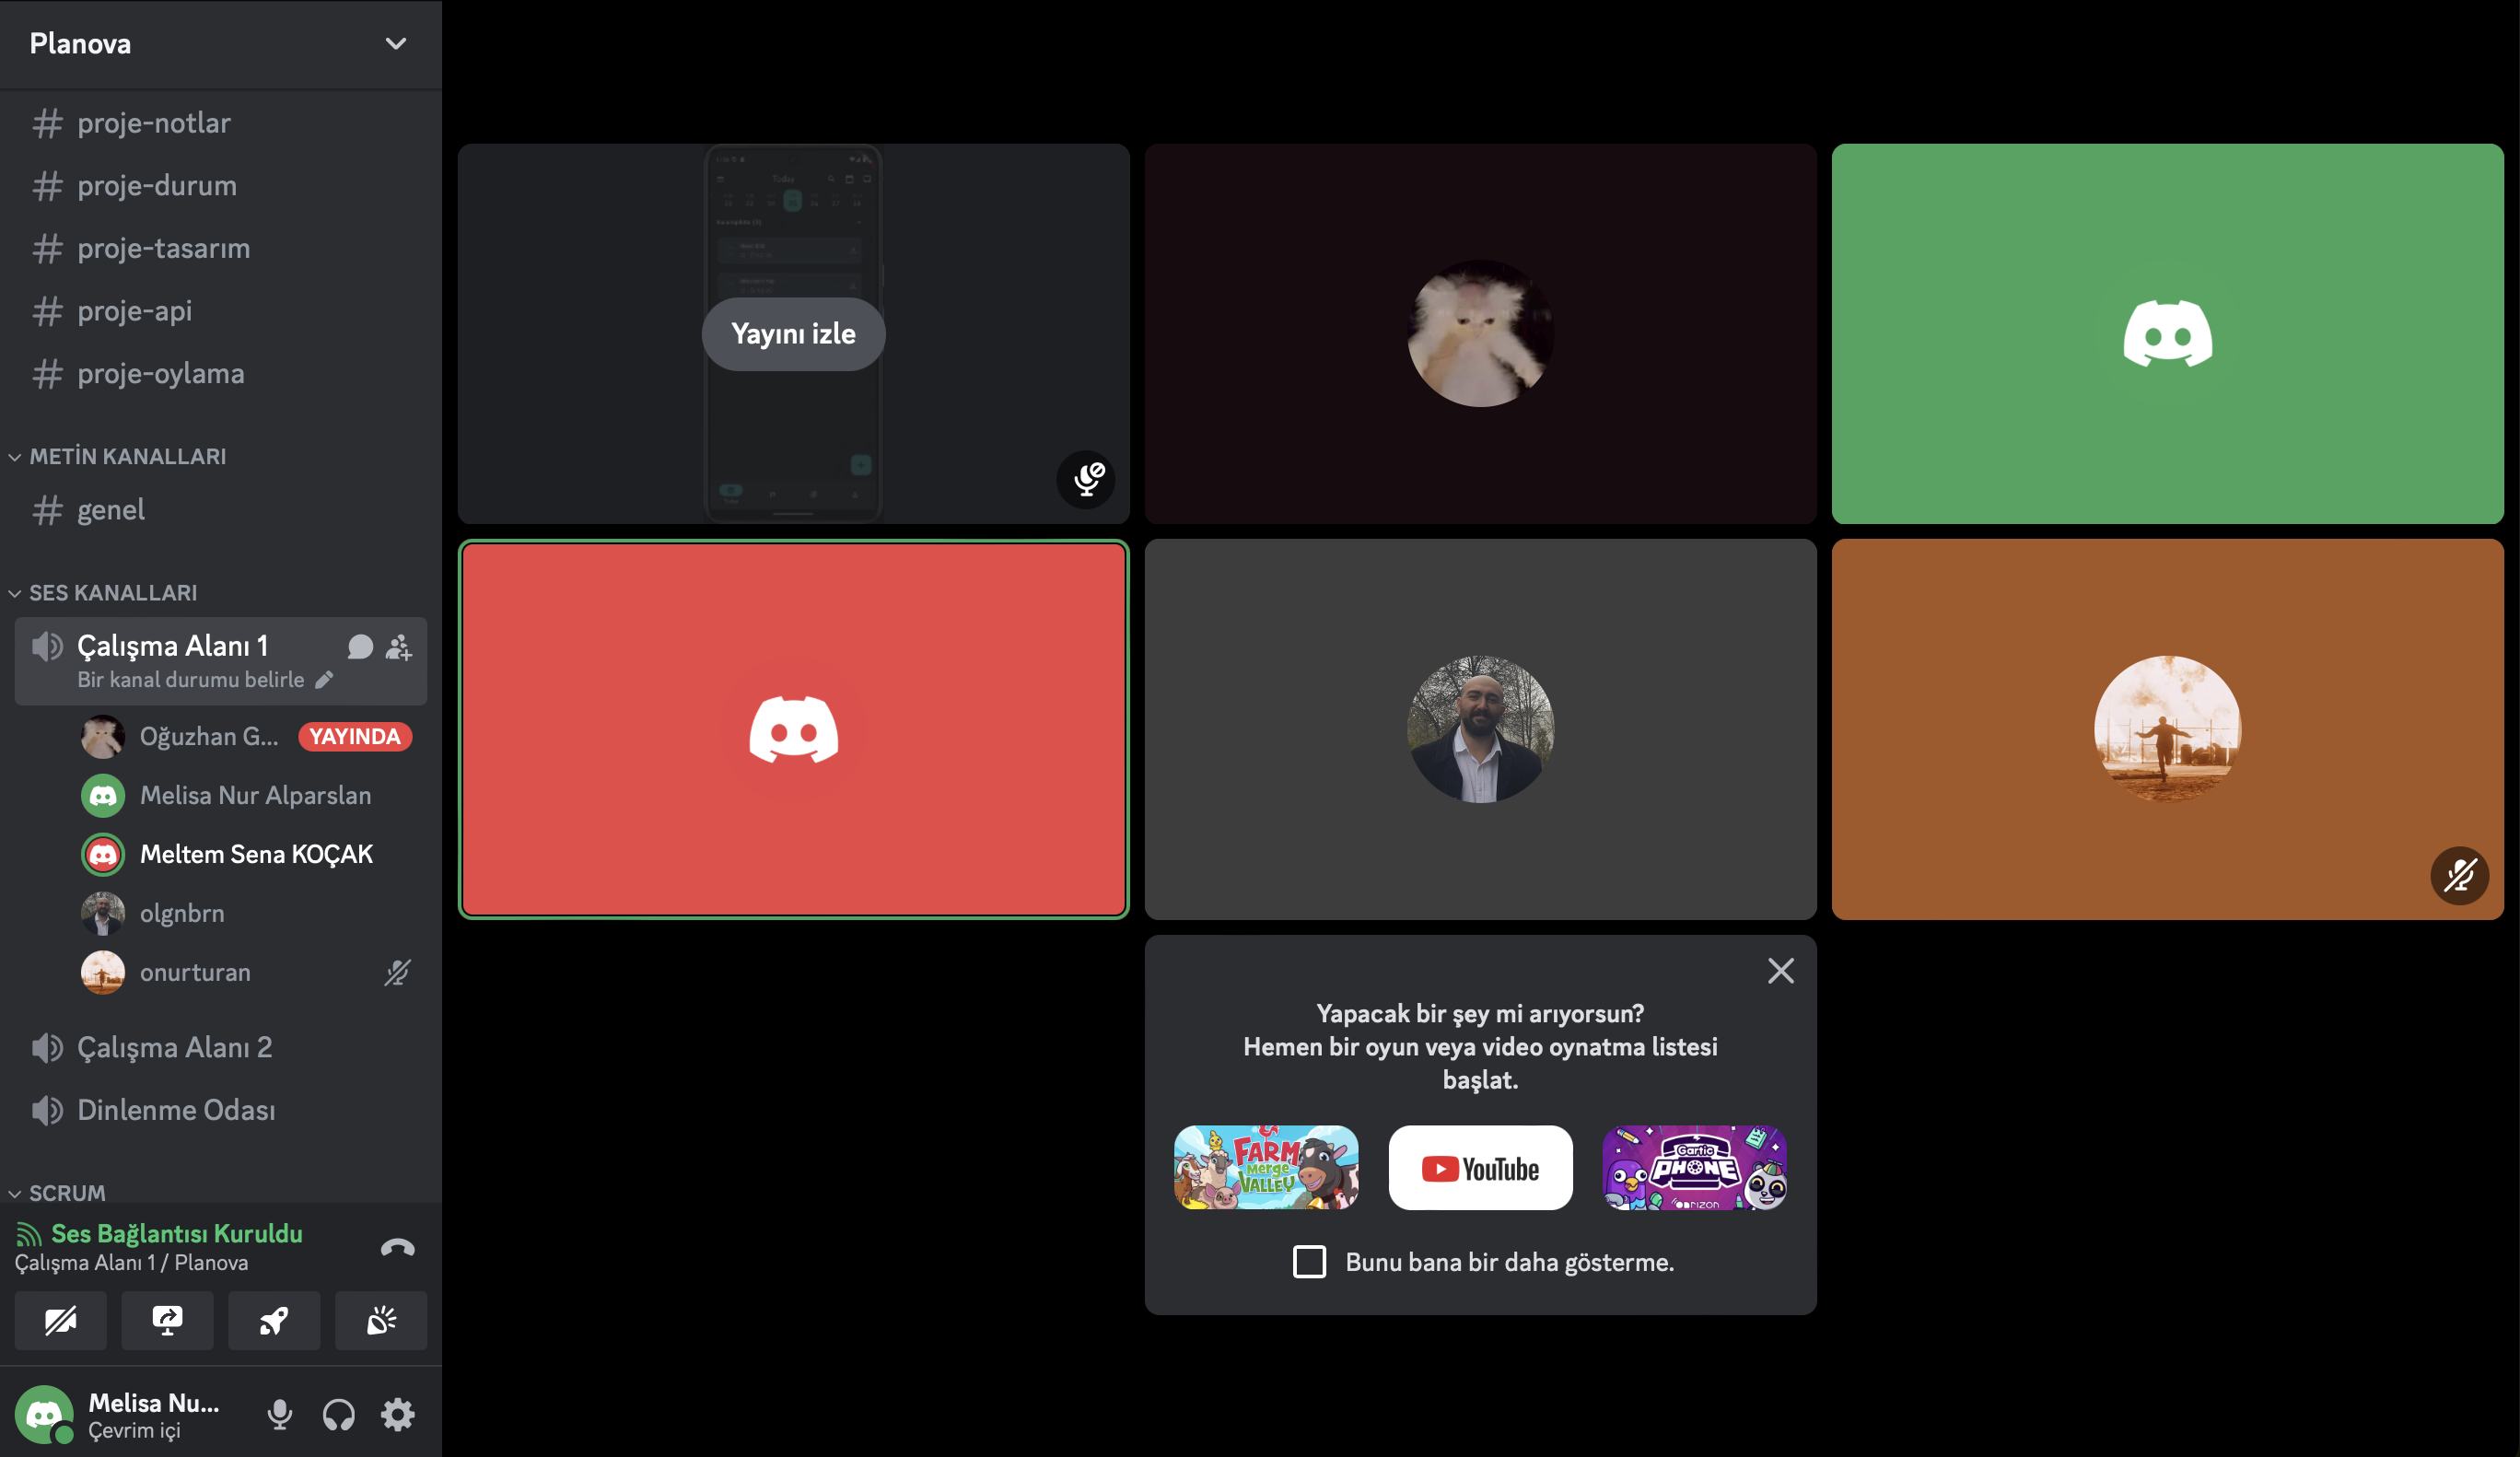 Planova
proje-notlar
proje-durum
proje-tasarım
proje-api
proje-oylama
METİN KANALLARI
genel
SES KANALLARI
Çalışma Alanı 1
Bir kanal durumu belirle
Oğuzhan G...
YAYINDA
Melisa Nur Alparslan
Meltem Sena KOÇAK
olgnbrn
onurturan
Çalışma Alanı 2
Dinlenme Odası
SCRUM
Ses Bağlantısı Kuruldu
Çalışma Alanı 1 / Planova
Melisa Nu...
Çevrim içi
Today
Yayını izle
Yapacak bir şey mi arıyorsun?
Hemen bir oyun veya video oynatma listesi
başlat.
FARM
Merge
VALLEY
YouTube
Gartic
PHONE
Bunu bana bir daha gösterme.